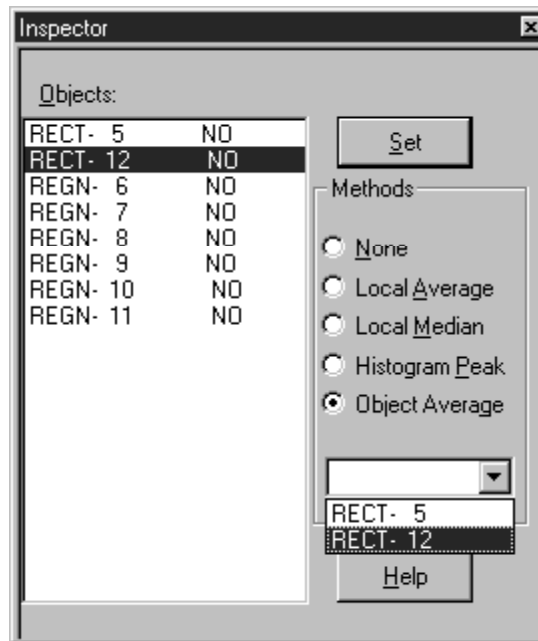 Inspector
Objects:
RECT- 5 NO
RECT- 12 NO
REGN- 6 NO
REGN- 7 NO
REGN- 8 NO
REGN- 9 NO
REGN- 10 NO
REGN- 11 NO
Set
Methods
None
Local Average
Local Median
Histogram Peak
Object Average
RECT- 5
RECT- 12
Help